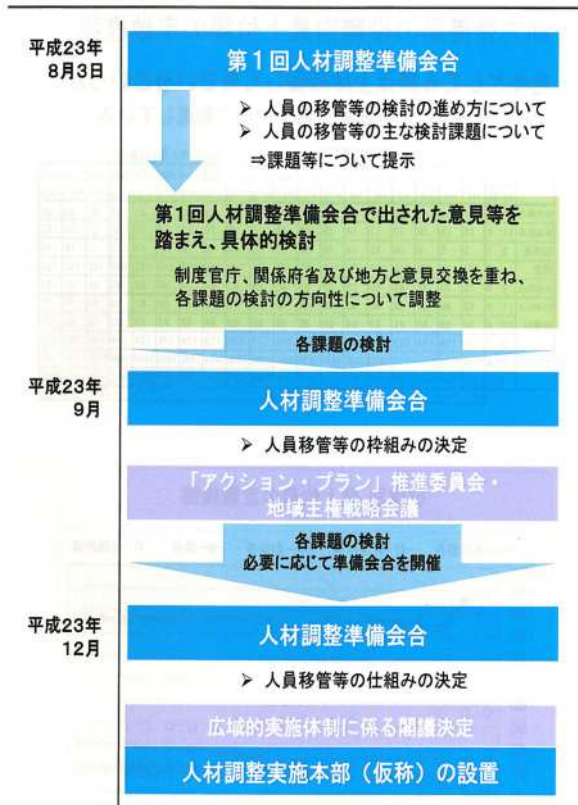 平成23年
8月3日
第1回人材調整準備会合
➢ 人員の移管等の検討の進め方について
➢ 人員の移管等の主な検討課題について
⇒課題等について提示
第1回人材調整準備会合で出された意見等を
踏まえ、具体的検討
制度官庁、関係府省及び地方と意見交換を重ね、
各課題の検討の方向性について調整
各課題の検討
平成23年
9月
人材調整準備会合
➢ 人員移管等の枠組みの決定
「アクション・プラン」推進委員会・
地域主権戦略会議
各課題の検討
必要に応じて準備会合を開催
平成23年
12月
人材調整準備会合
➢ 人員移管等の仕組みの決定
広域的実施体制に係る閣議決定
人材調整実施本部（仮称）の設置